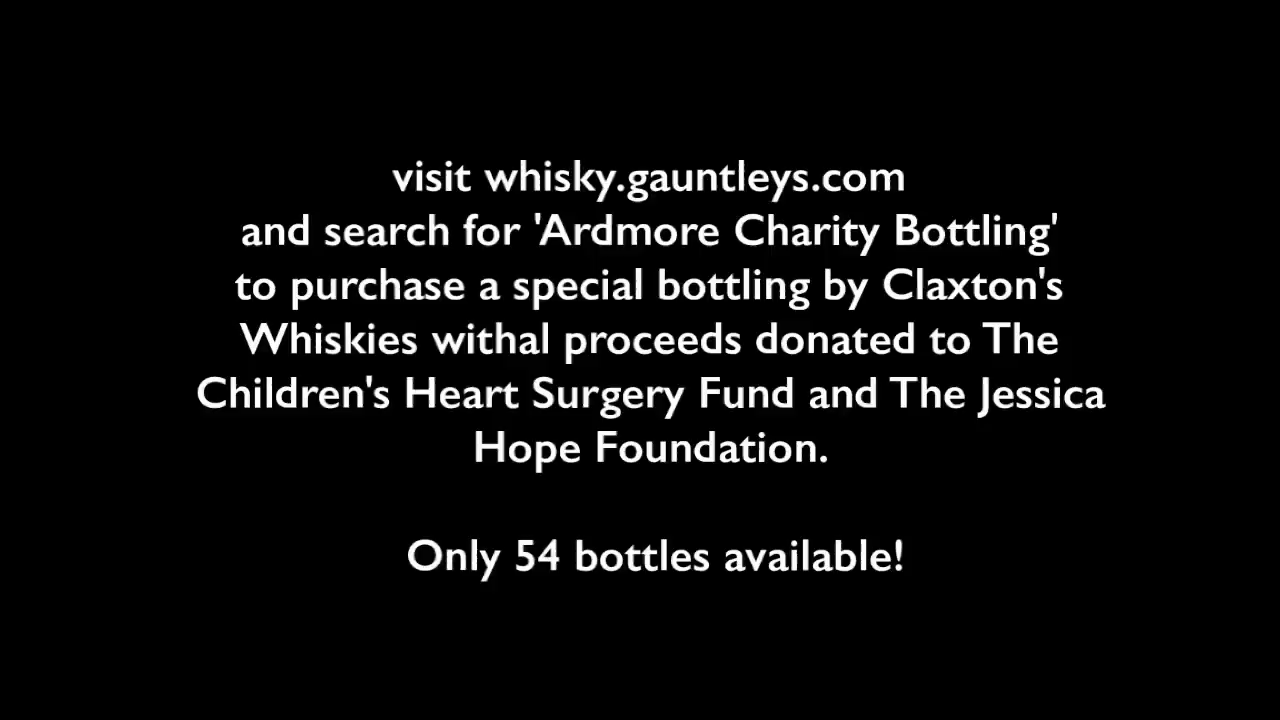 visit whisky.gauntleys.com
and search for 'Ardmore Charity Bottling'
to purchase a special bottling by Claxton's
Whiskies withal proceeds donated to The
Children's Heart Surgery Fund and The Jessica
Hope Foundation.
Only 54 bottles available!